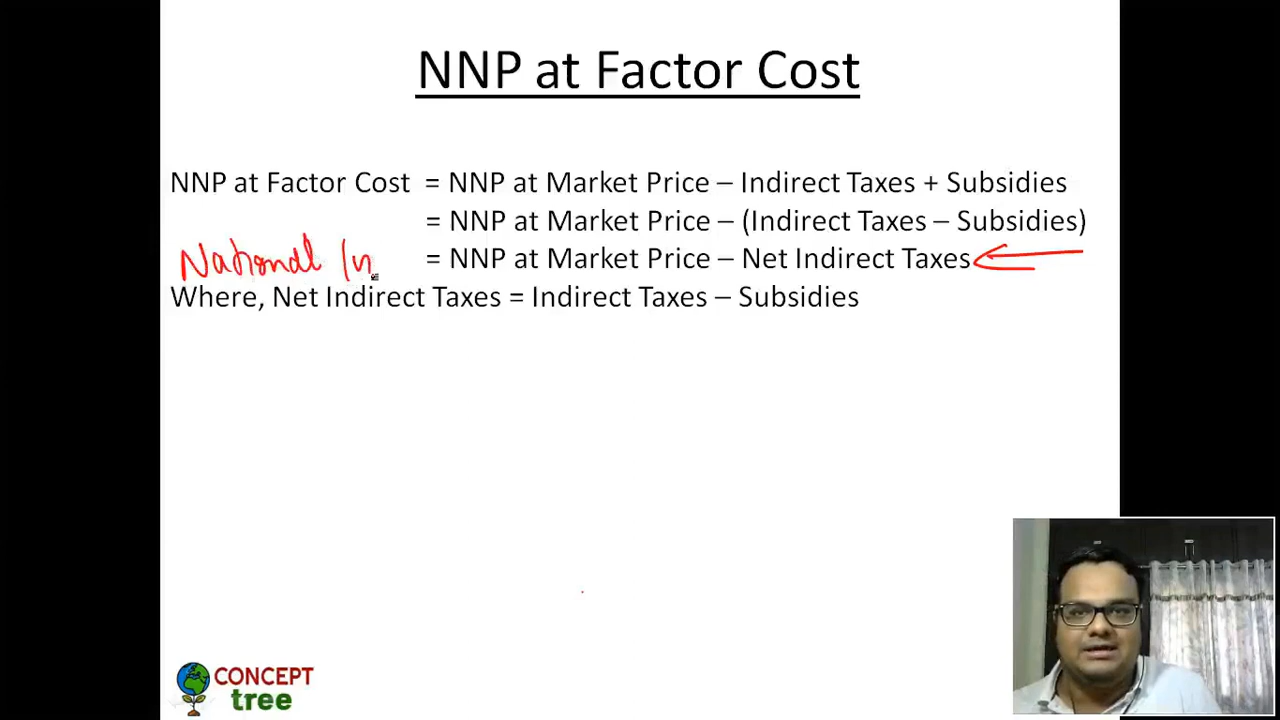 NNP at Factor Cost
NNP at Factor Cost = NNP at Market Price – Indirect Taxes + Subsidies
= NNP at Market Price – (Indirect Taxes – Subsidies)
National In = NNP at Market Price – Net Indirect Taxes
Where, Net Indirect Taxes = Indirect Taxes – Subsidies
CONCEPT
tree